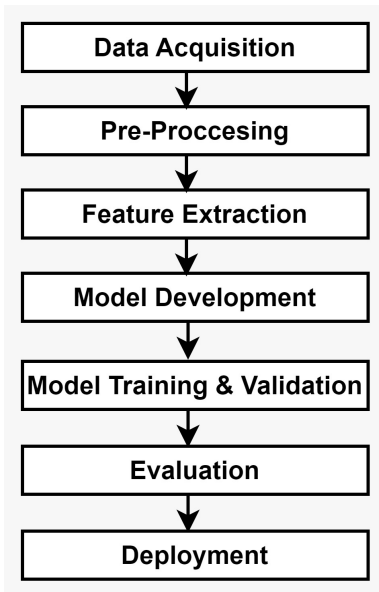 Data Acquisition
Pre-Proccesing
Feature Extraction
Model Development
Model Training & Validation
Evaluation
Deployment